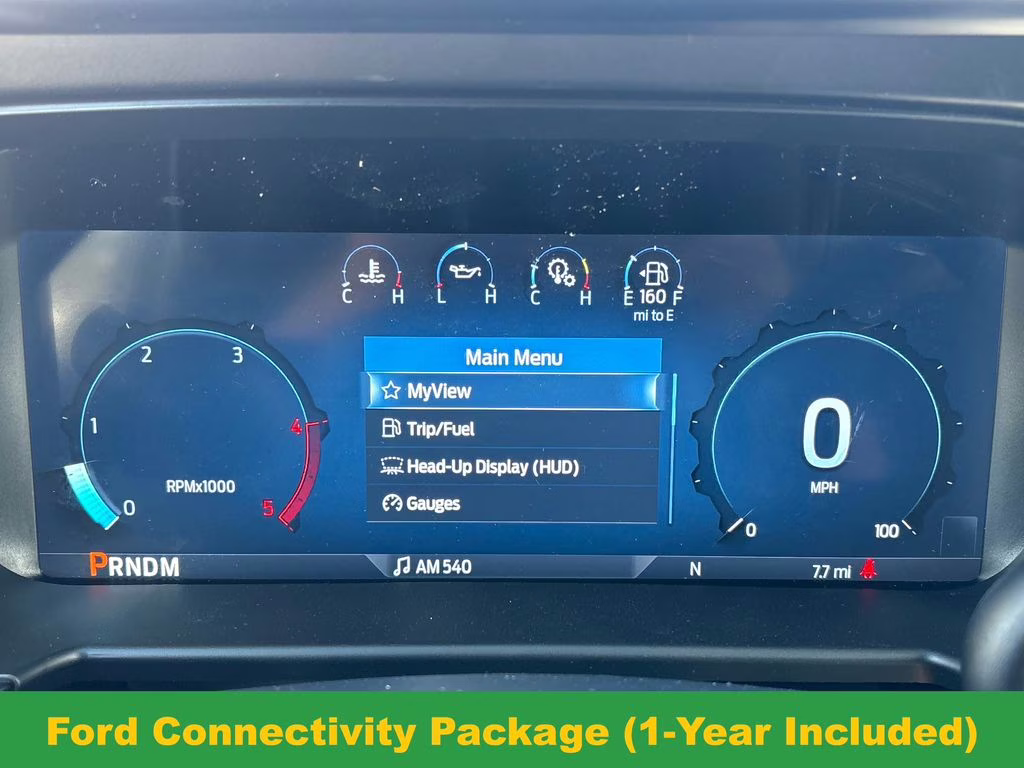 C H L H C H E 160 F
mi to E
Main Menu
MyView
Trip/Fuel
Head-Up Display (HUD)
Gauges
2 3
1 4
RPMx1000
0 5
0
MPH
0 100
PRNDM AM 540 N 7.7 mi
Ford Connectivity Package (1-Year Included)